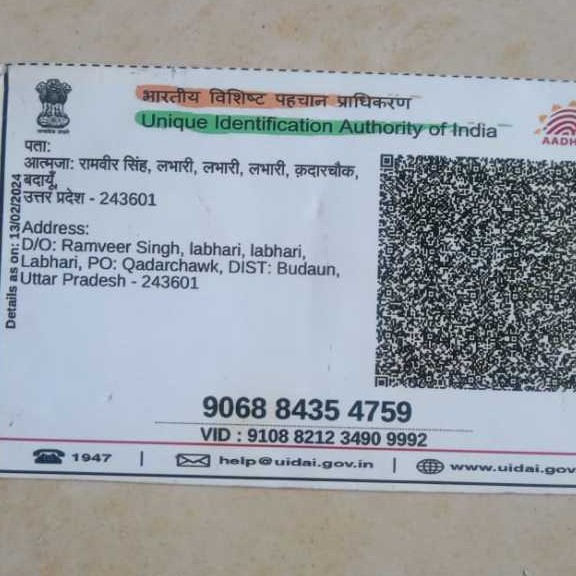 भारतीय विशिष्ट पहचान प्राधिकरण
Unique Identification Authority of India
AADH
पता:
आत्मजा: रामवीर सिंह, लभारी, लभारी, लभारी, क़दारचौक,
बदायूँ,
उत्तर प्रदेश - 243601
Address:
D/O: Ramveer Singh, labhari, labhari,
Labhari, PO: Qadarchawk, DIST: Budaun,
Uttar Pradesh - 243601
Details as on: 13/02/2024
9068 8435 4759
VID : 9108 8212 3490 9992
1947 | help@uidai.gov.in | www.uidai.gov